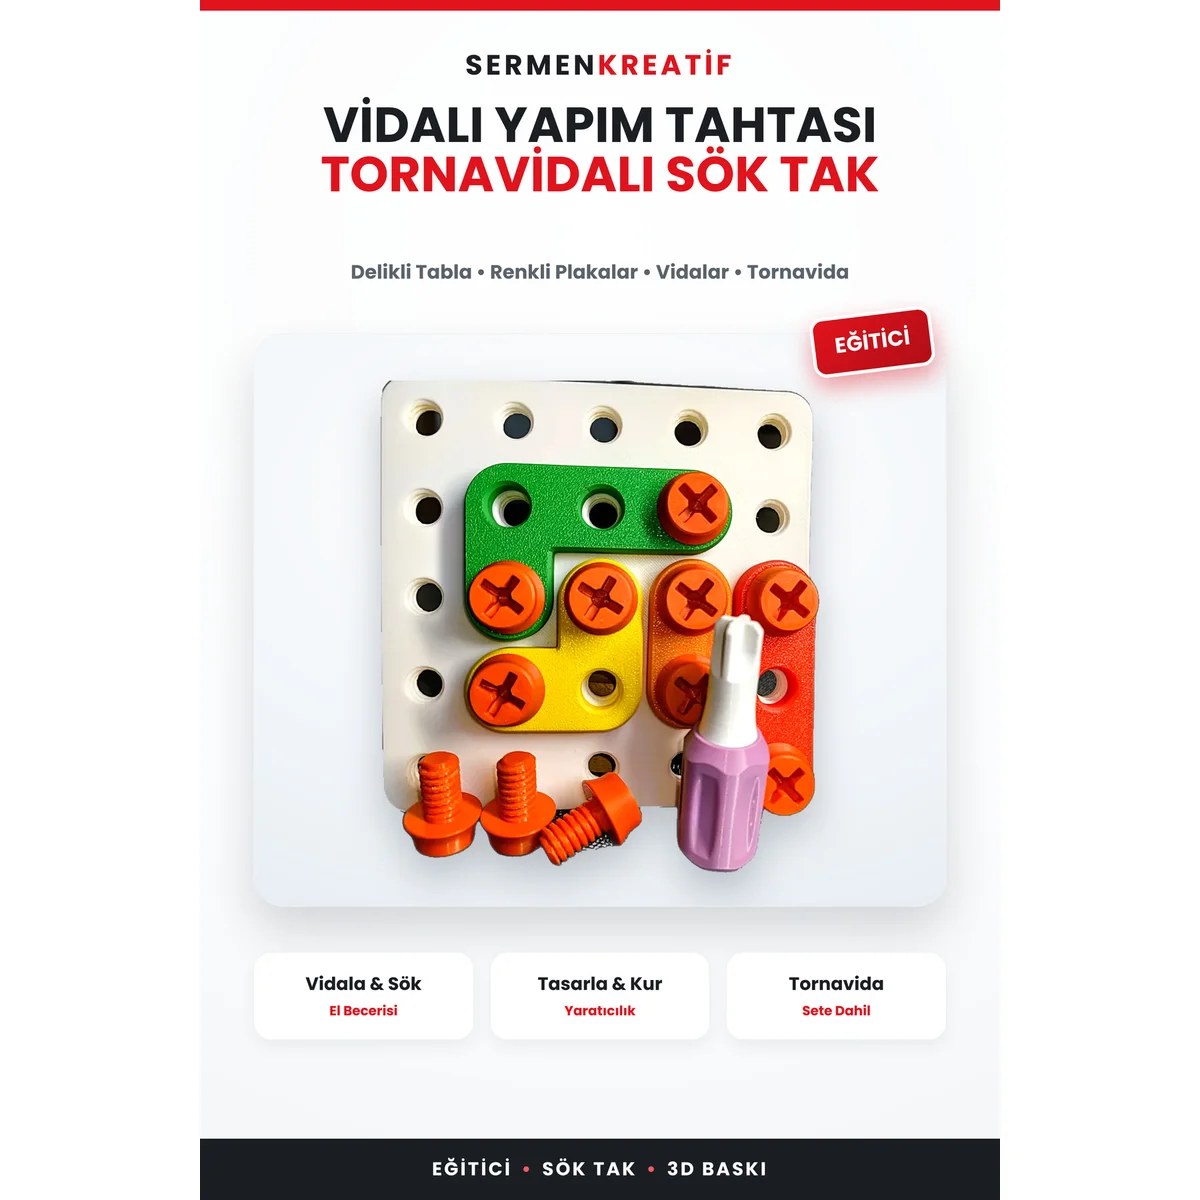 SERMENKREATİF
VİDALI YAPIM TAHTASI
TORNAVİDALI SÖK TAK
Delikli Tabla • Renkli Plakalar • Vidalar • Tornavida
EĞİTİCİ
Vidala & Sök
El Becerisi
Tasarla & Kur
Yaratıcılık
Tornavida
Sete Dahil
EĞİTİCİ • SÖK TAK • 3D BASKI